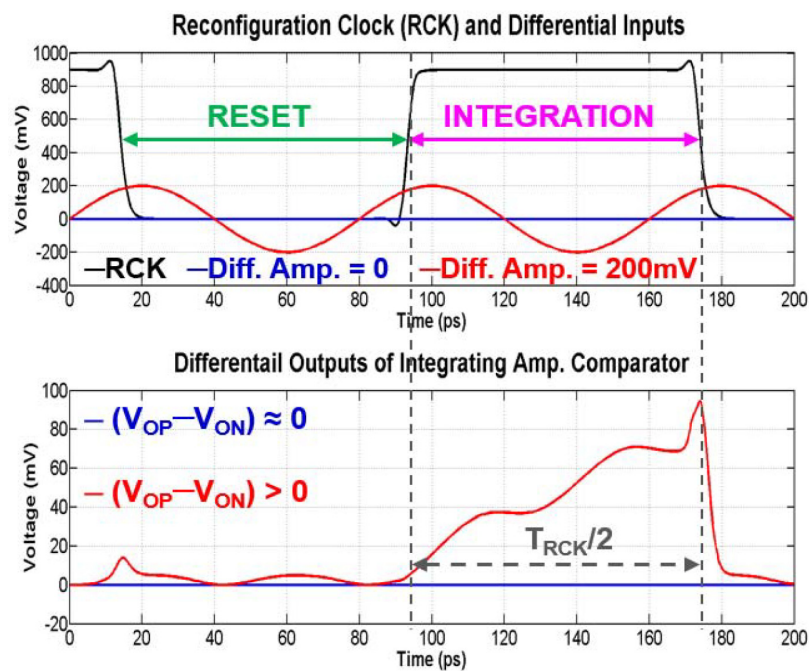 Reconfiguration Clock (RCK) and Differential Inputs
Voltage (mV)
1000
800
600
400
200
0
-200
-400
RESET
INTEGRATION
—RCK —Diff. Amp. = 0 —Diff. Amp. = 200mV
0 20 40 60 80 100 120 140 160 180 200
Time (ps)
Differentail Outputs of Integrating Amp. Comparator
Voltage (mV)
100
80
60
40
20
0
-20
— (VOP—VON) ≈ 0
— (VOP—VON) > 0
TRCK/2
0 20 40 60 80 100 120 140 160 180 200
Time (ps)